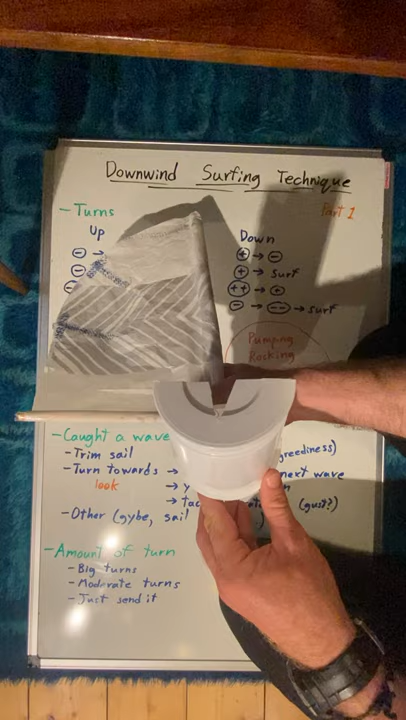 Downwind Surfing Technique
Part 1
- Turns
Up
Down
⊖ →
⊕ → ⊖
⊖
⊕ → surf
⊖
⊕⊕ → ⊕
⊖ → ⊖⊖ → surf
Pumping
Rocking
- Caught a wave
greediness)
- Trim sail
- Turn towards → next wave
look
→ y
→ tac (gust?)
- Other (gybe, sail )
- Amount of turn
- Big turns
- Moderate turns
- Just send it